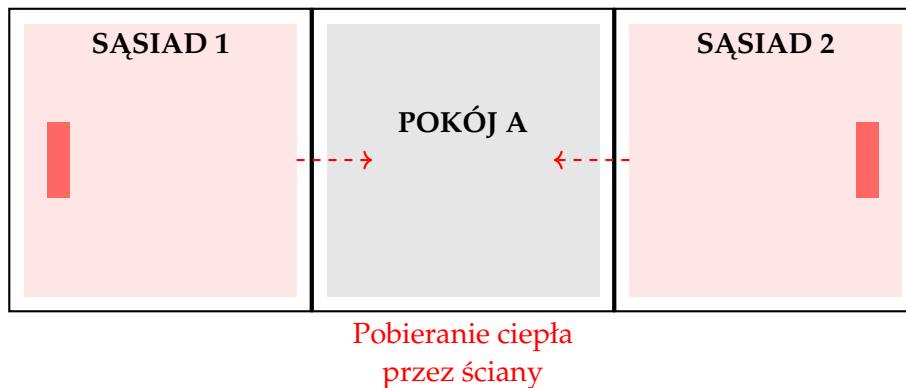 SĄSIAD 1
SĄSIAD 2
POKÓJ A
Pobieranie ciepła
przez ściany